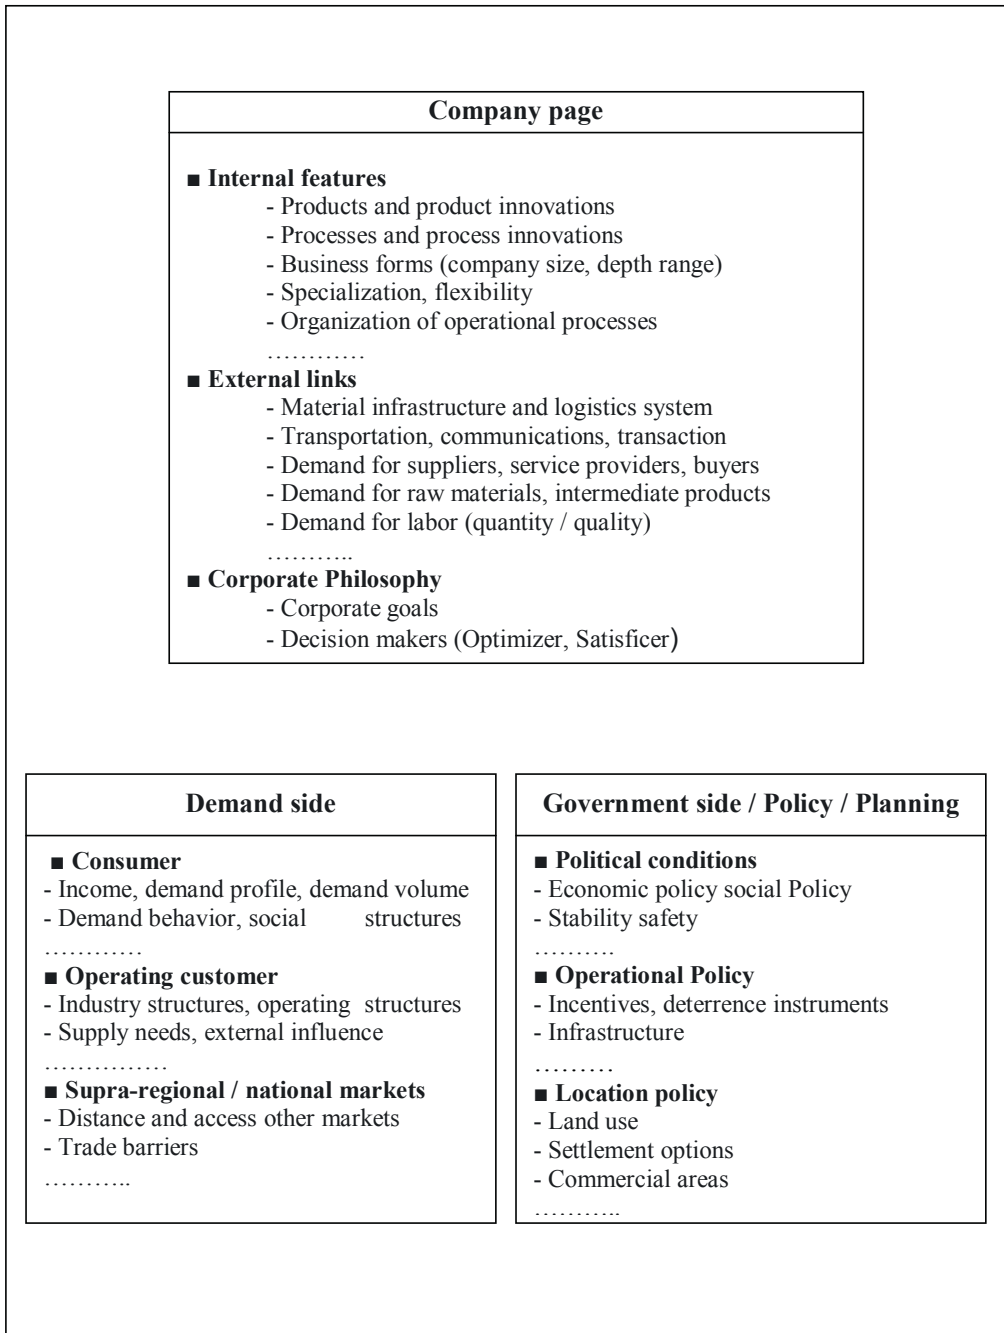 Company page
■ Internal features
- Products and product innovations
- Processes and process innovations
- Business forms (company size, depth range)
- Specialization, flexibility
- Organization of operational processes
…………
■ External links
- Material infrastructure and logistics system
- Transportation, communications, transaction
- Demand for suppliers, service providers, buyers
- Demand for raw materials, intermediate products
- Demand for labor (quantity / quality)
………..
■ Corporate Philosophy
- Corporate goals
- Decision makers (Optimizer, Satisficer)
Demand side
■ Consumer
- Income, demand profile, demand volume
- Demand behavior, social structures
…………
■ Operating customer
- Industry structures, operating structures
- Supply needs, external influence
……………
■ Supra-regional / national markets
- Distance and access other markets
- Trade barriers
………..
Government side / Policy / Planning
■ Political conditions
- Economic policy social Policy
- Stability safety
……….
■ Operational Policy
- Incentives, deterrence instruments
- Infrastructure
………
■ Location policy
- Land use
- Settlement options
- Commercial areas
………..